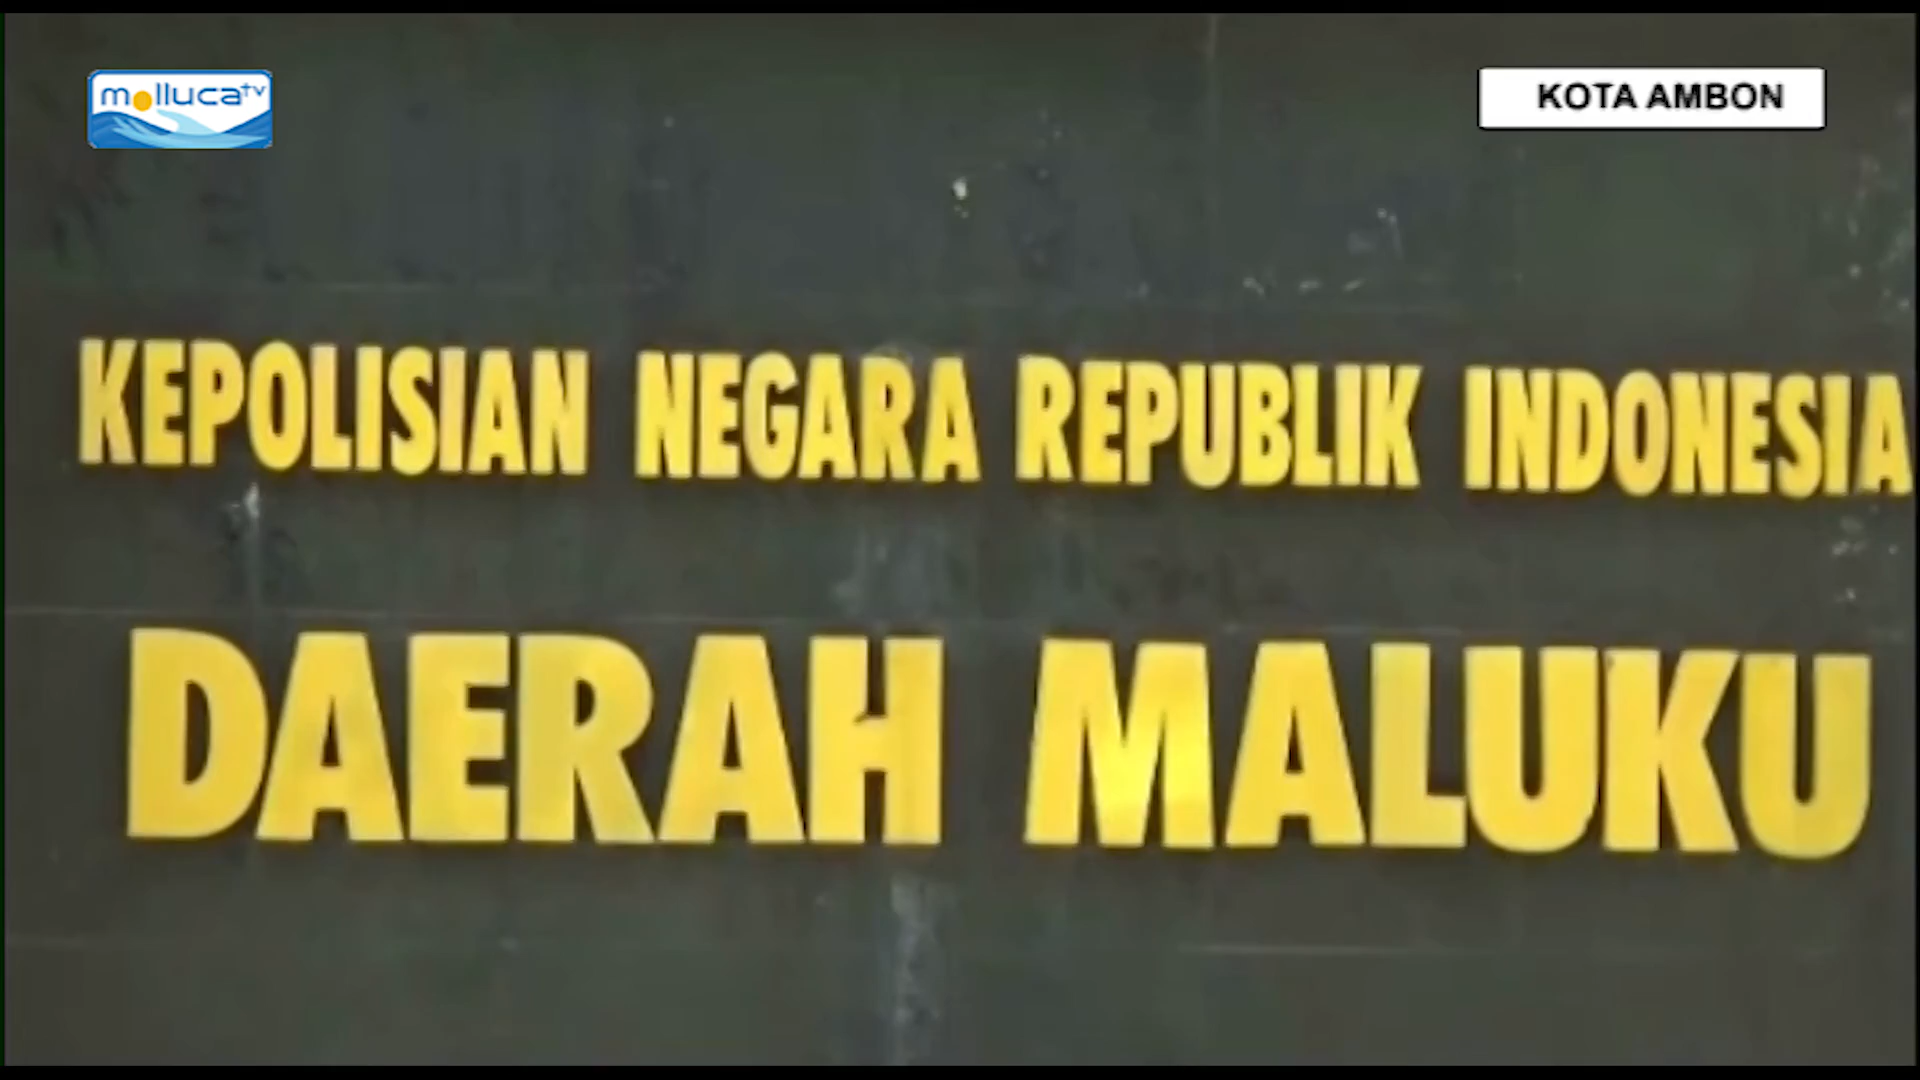 molluca tv
KOTA AMBON
KEPOLISIAN NEGARA REPUBLIK INDONESIA
DAERAH MALUKU